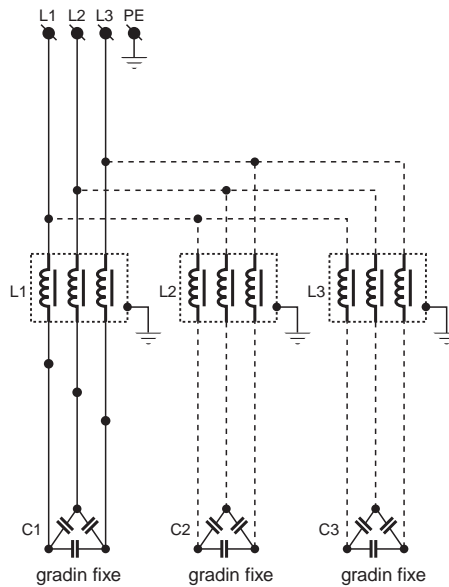 L1 L2 L3 PE
L1 L2 L3
C1 C2 C3
gradin fixe gradin fixe gradin fixe